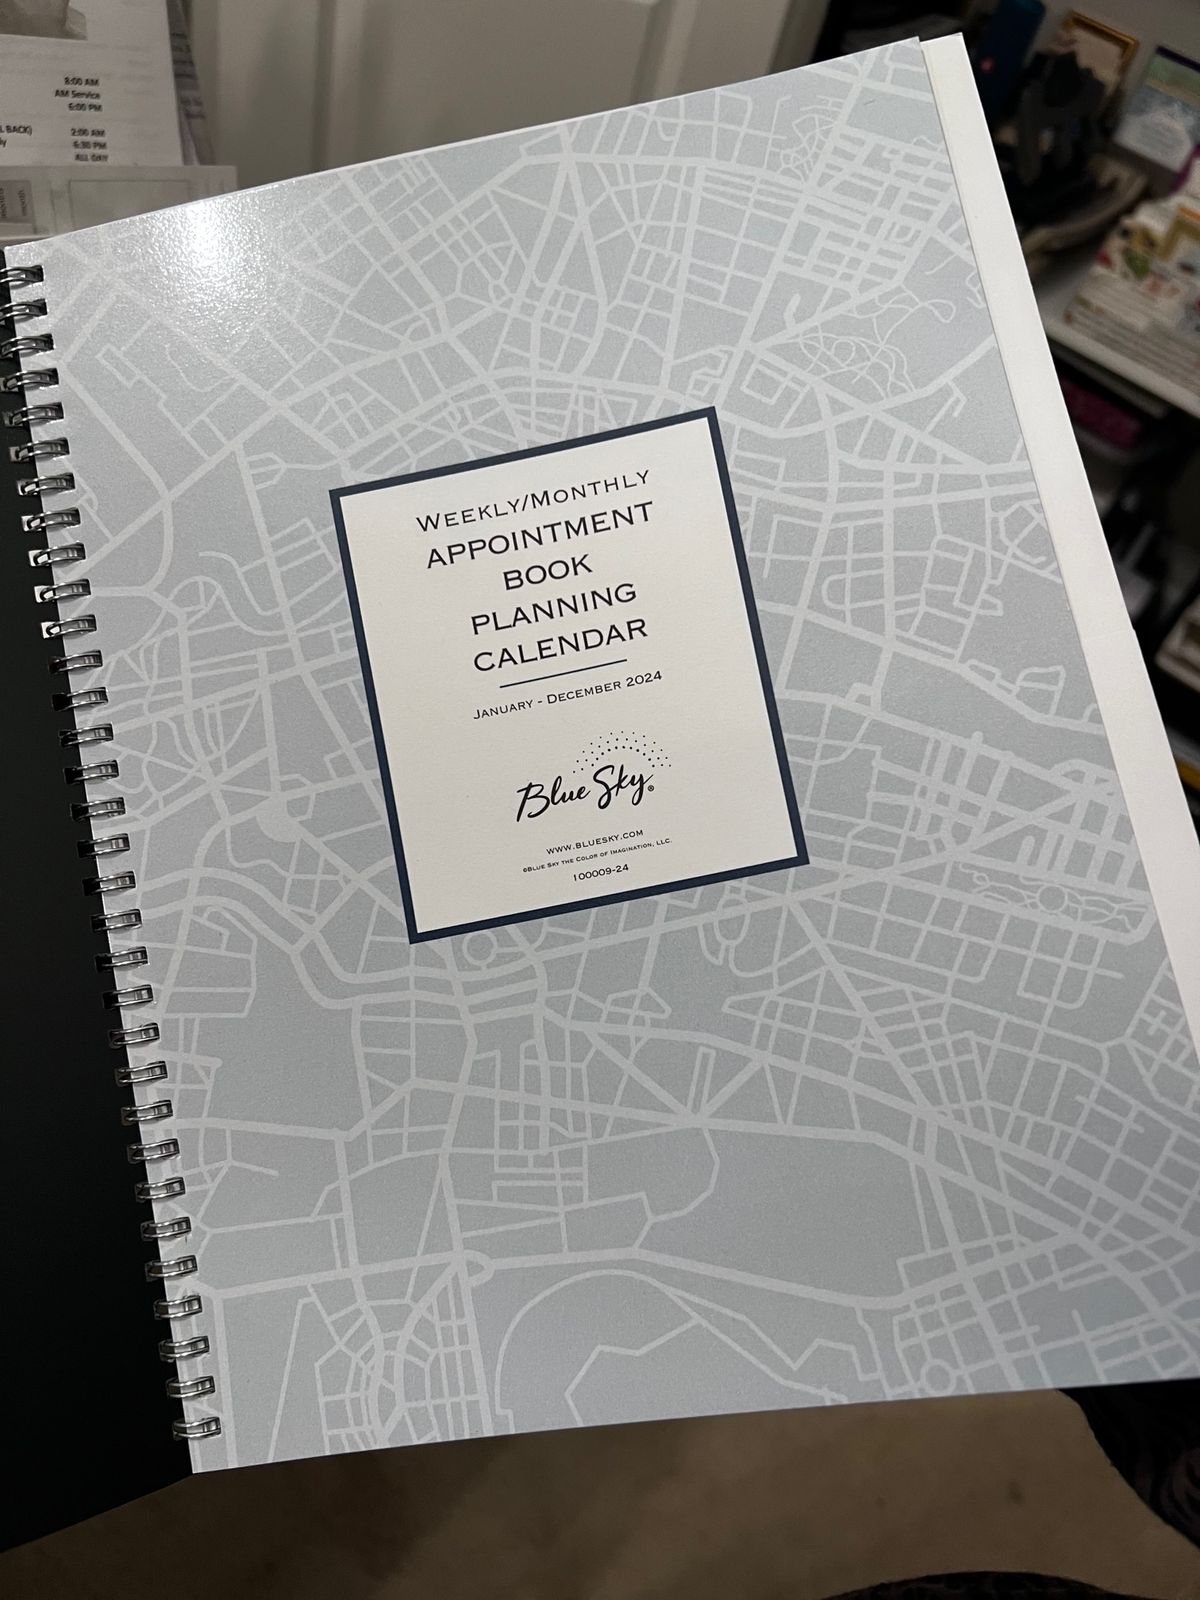 8:00 AM
AM Service
6:00 PM
L BACK)
2:00 AM
ly
6:30 PM
ALL DAY
WEEKLY/MONTHLY
APPOINTMENT
BOOK
PLANNING
CALENDAR
JANUARY - DECEMBER 2024
Blue Sky®
WWW.BLUESKY.COM
©BLUE SKY THE COLOR OF IMAGINATION, LLC.
100009-24